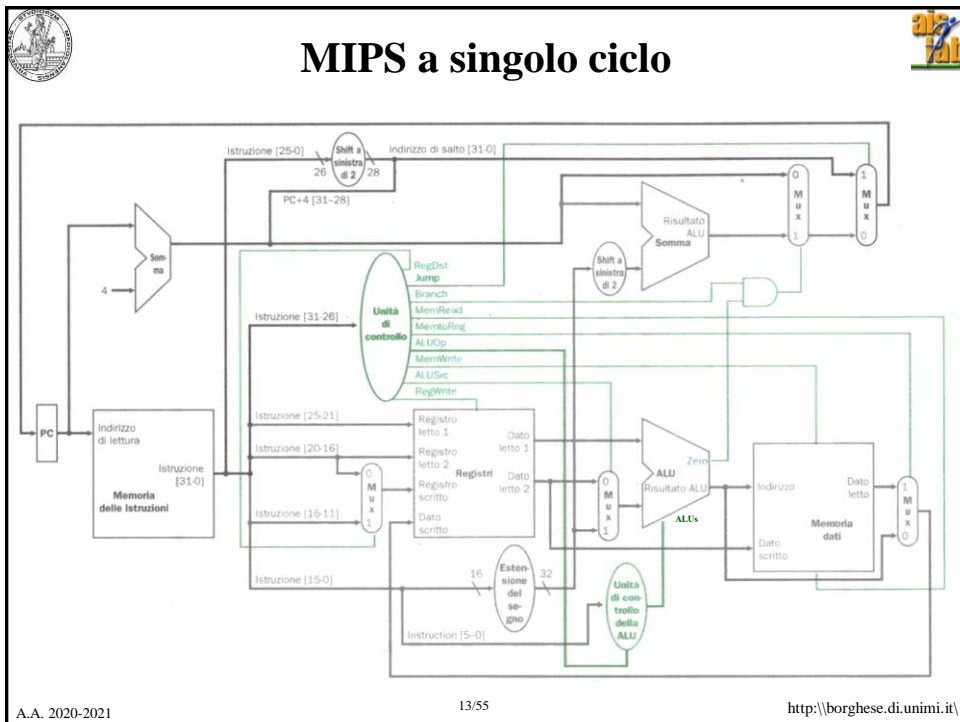 MIPS a singolo ciclo
Istruzione [25-0]
26
Shift a
sinistra
di 2
28
Indirizzo di salto [31-0]
PC+4 [31–28]
Som-
ma
4
0
M
u
x
1
1
M
u
x
0
Risultato
ALU
Somma
Shift a
sinistra
di 2
Istruzione [31-26]
Unità
di
controllo
RegDst
Jump
Branch
MemRead
MemtoReg
ALUOp
MemWrite
ALUSrc
RegWrite
PC
Indirizzo
di lettura
Istruzione
[31-0]
Memoria
delle istruzioni
Istruzione [25-21]
Istruzione [20-16]
Istruzione [15-11]
0
M
u
x
1
Registro
letto 1
Registro
letto 2
Registro
scritto
Dato
scritto
Dato
letto 1
Dato
letto 2
Registri
0
M
u
x
1
Zero
ALU
Risultato ALU
ALUs
Indirizzo
Dato
letto
Memoria
dati
Dato
scritto
1
M
u
x
0
Istruzione [15-0]
16
Esten-
sione
del
se-
gno
32
Instruction [5–0]
Unità
di con-
trollo
della
ALU
A.A. 2020-2021
13/55
http:\\borghese.di.unimi.it\